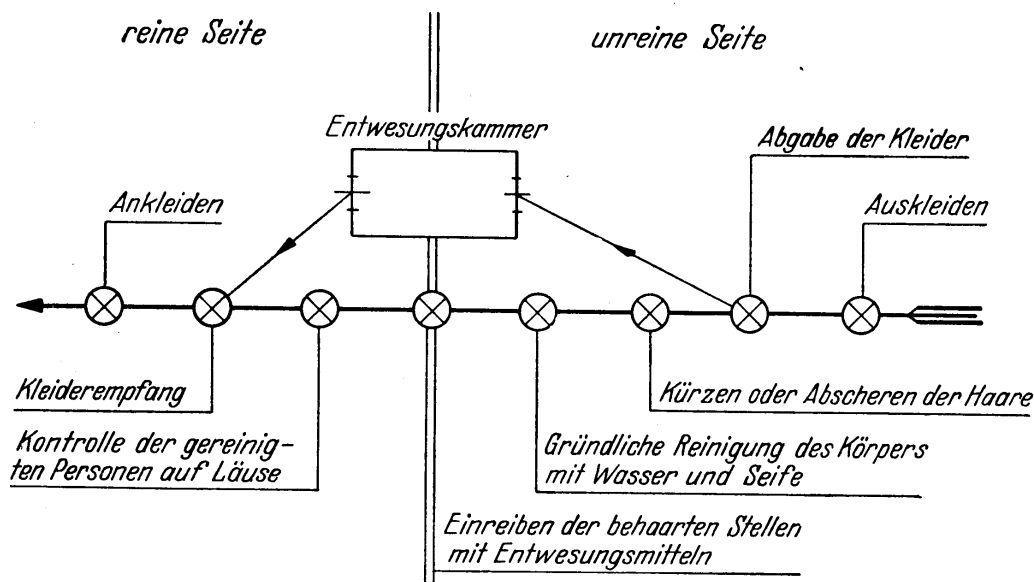 reine Seite
unreine Seite
Entwesungskammer
Abgabe der Kleider
Ankleiden
Auskleiden
Kleiderempfang
Kürzen oder Abscheren der Haare
Kontrolle der gereinig-
ten Personen auf Läuse
Gründliche Reinigung des Körpers
mit Wasser und Seife
Einreiben der behaarten Stellen
mit Entwesungsmitteln